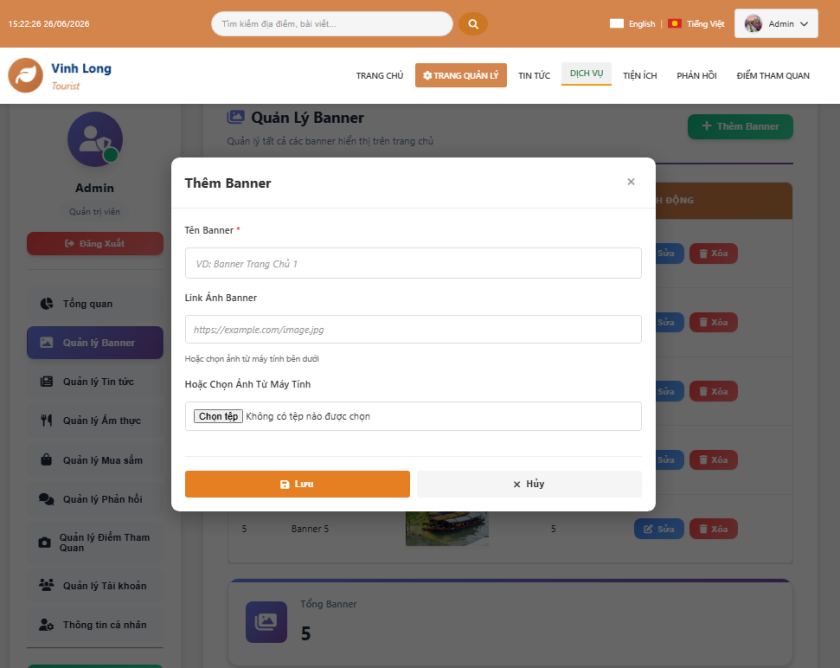 15:22:26 26/06/2026
Tìm kiếm địa điểm, bài viết...
English | Tiếng Việt
Admin
Vinh Long
Tourist
TRANG CHỦ
TRANG QUẢN LÝ
TIN TỨC
DỊCH VỤ
TIỆN ÍCH
PHẢN HỒI
ĐIỂM THAM QUAN
Admin
Quản trị viên
Đăng Xuất
Tổng quan
Quản lý Banner
Quản lý Tin tức
Quản lý Ẩm thực
Quản lý Mua sắm
Quản lý Phản hồi
Quản lý Điểm Tham
Quan
Quản lý Tài khoản
Thông tin cá nhân
Quản Lý Banner
Quản lý tất cả các banner hiển thị trên trang chủ
+ Thêm Banner
H ĐỘNG
Sửa Xóa
Sửa Xóa
Sửa Xóa
Sửa Xóa
Thêm Banner
×
Tên Banner *
VD: Banner Trang Chủ 1
Link Ảnh Banner
https://example.com/image.jpg
Hoặc chọn ảnh từ máy tính bên dưới
Hoặc Chọn Ảnh Từ Máy Tính
Chọn tệp Không có tệp nào được chọn
Lưu
× Hủy
5 Banner 5 5 Sửa Xóa
Tổng Banner
5